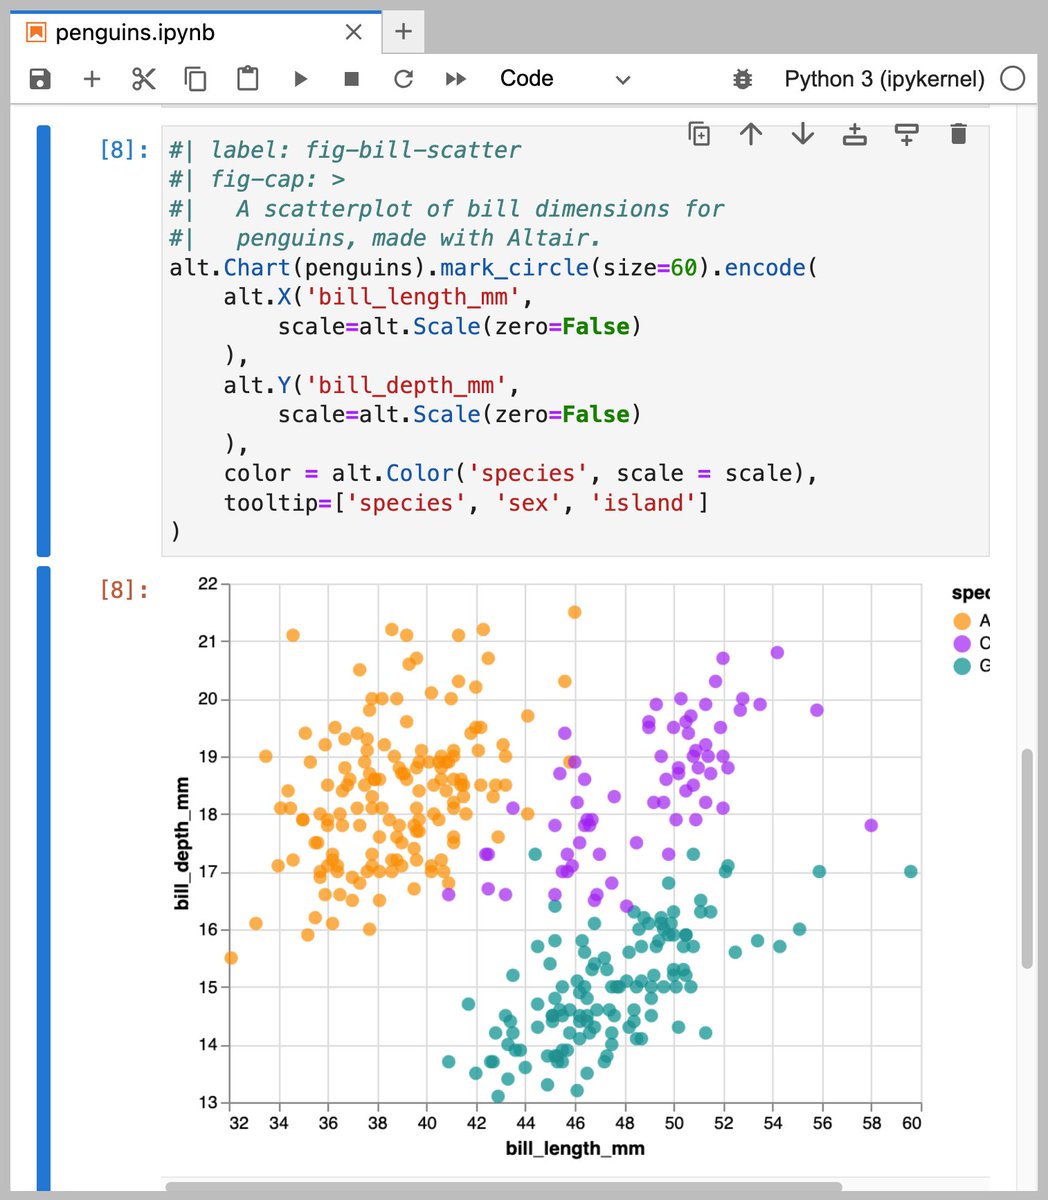 penguins.ipynb
Code
Python 3 (ipykernel)
[8]:
#| label: fig-bill-scatter
#| fig-cap: >
#|   A scatterplot of bill dimensions for
#|   penguins, made with Altair.
alt.Chart(penguins).mark_circle(size=60).encode(
    alt.X('bill_length_mm',
        scale=alt.Scale(zero=False)
    ),
    alt.Y('bill_depth_mm',
        scale=alt.Scale(zero=False)
    ),
    color = alt.Color('species', scale = scale),
    tooltip=['species', 'sex', 'island']
)
[8]:
22
21
20
19
18
17
16
15
14
13
bill_depth_mm
32 34 36 38 40 42 44 46 48 50 52 54 56 58 60
bill_length_mm
spec
A
C
G